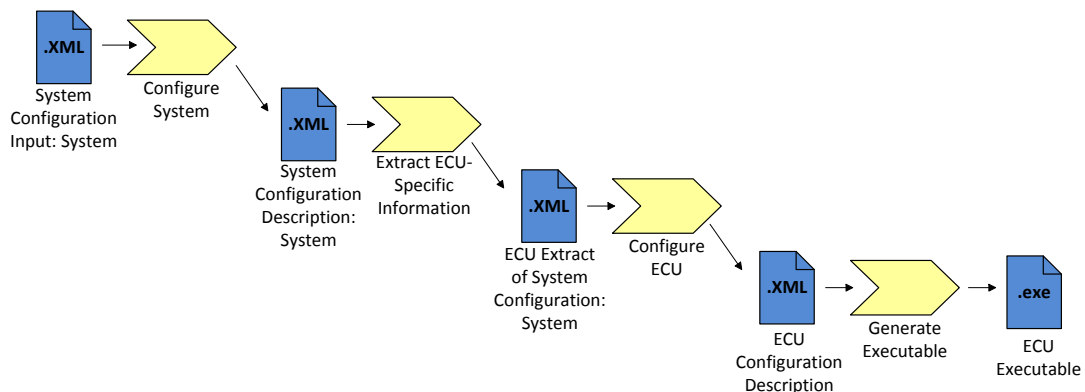 .XML
System
Configuration
Input: System
Configure
System
.XML
System
Configuration
Description:
System
Extract ECU-
Specific
Information
.XML
ECU Extract
of System
Configuration:
System
Configure
ECU
.XML
ECU
Configuration
Description
Generate
Executable
.exe
ECU
Executable